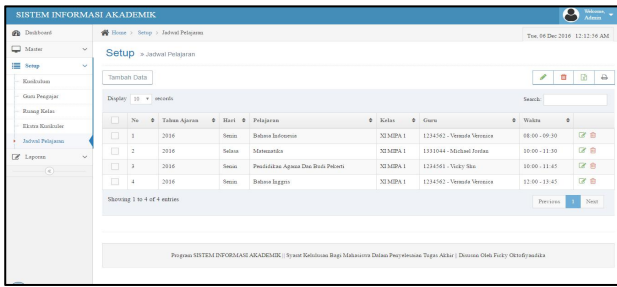 SISTEM INFORMASI AKADEMIK
Welcome, Admin
Dashboard
Master
Setup
Kurikulum
Guru Pengajar
Ruang Kelas
Ekstra Kurikuler
Jadwal Pelajaran
Laporan
Home > Setup > Jadwal Pelajaran
Tue, 06 Dec 2016 12:12:56 AM
Setup » Jadwal Pelajaran
Tambah Data
Display 10 records
Search:
No Tahun Ajaran Hari Pelajaran Kelas Guru Waktu
1 2016 Senin Bahasa Indonesia XI MIPA 1 1234562 - Veranda Veronica 08:00 - 09:30
2 2016 Selasa Matematika XI MIPA 1 1331044 - Michael Jordan 10:00 - 11:30
3 2016 Senin Pendidikan Agama Dan Budi Pekerti XI MIPA 1 1234561 - Vicky Shu 10:00 - 11:45
4 2016 Senin Bahasa Inggris XI MIPA 1 1234562 - Veranda Veronica 12:00 - 13:45
Showing 1 to 4 of 4 entries
Previous 1 Next
Program SISTEM INFORMASI AKADEMIK || Syarat Kelulusan Bagi Mahasiswa Dalam Penyelesaian Tugas Akhir | Disusun Oleh Ficky